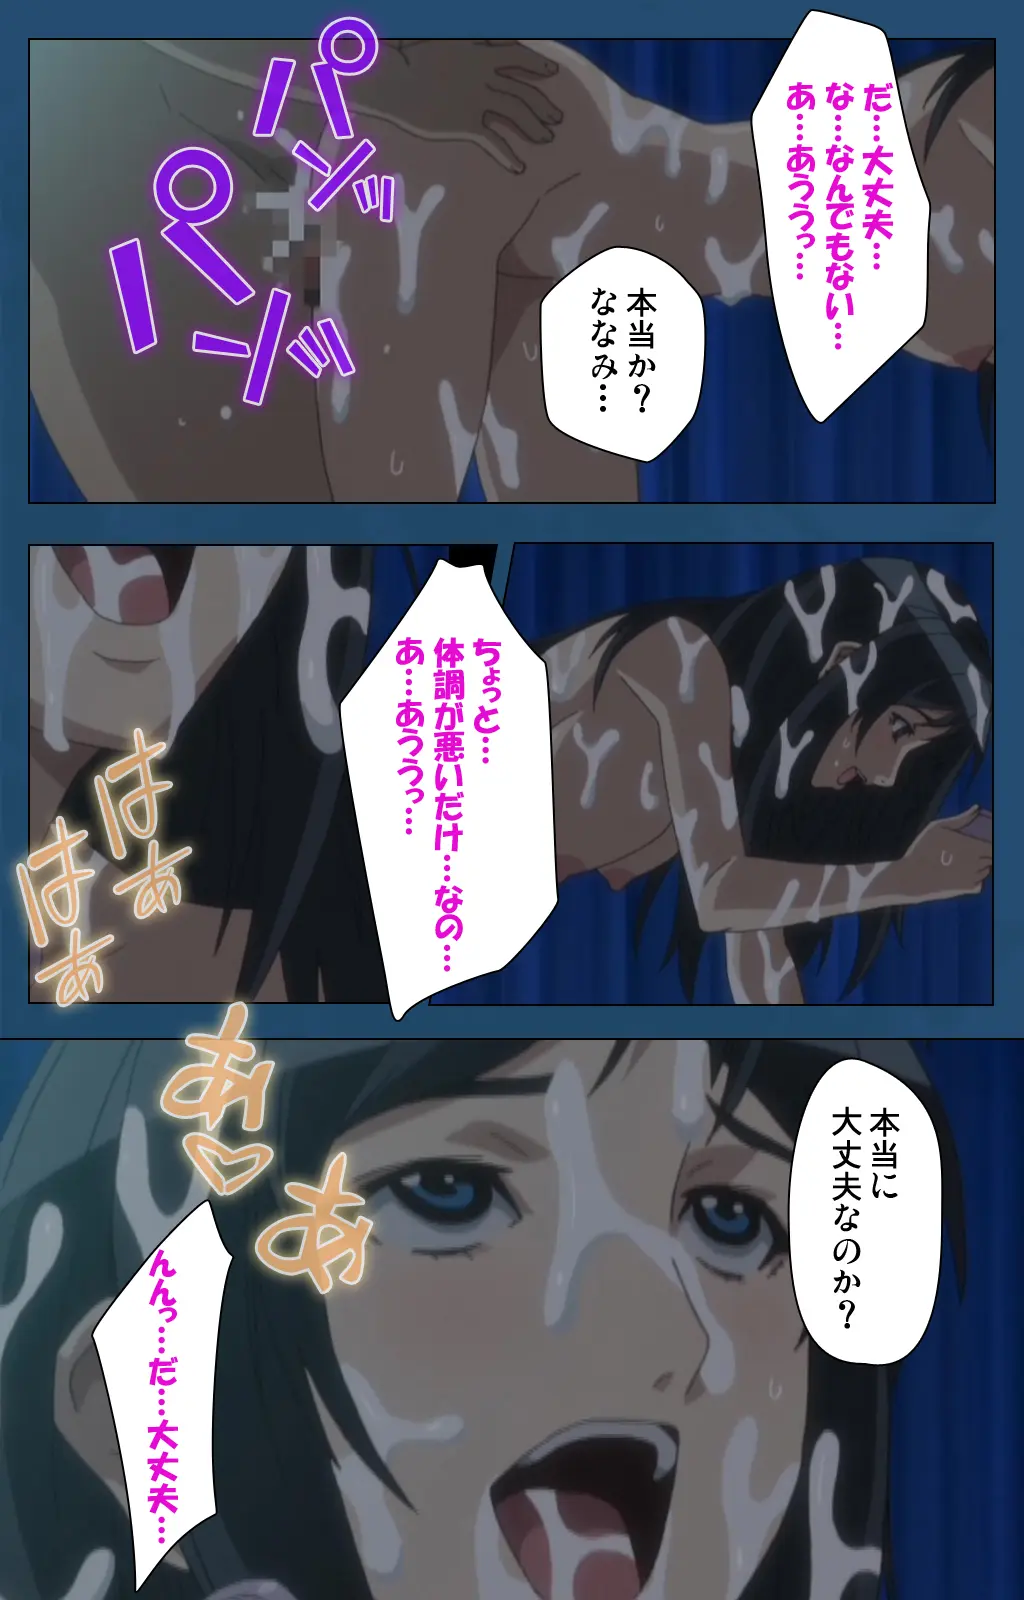 だ…大丈夫…
な…なんでもない…
あ…あううっ…
パンッ
パンッ
本当か？
ななみ…
ちょっと…
体調が悪いだけ…なの…
あ…あううっ…
はぁ
はぁ
本当に
大丈夫なのか？
あ♡
あ
んんっ…だ…大丈夫…